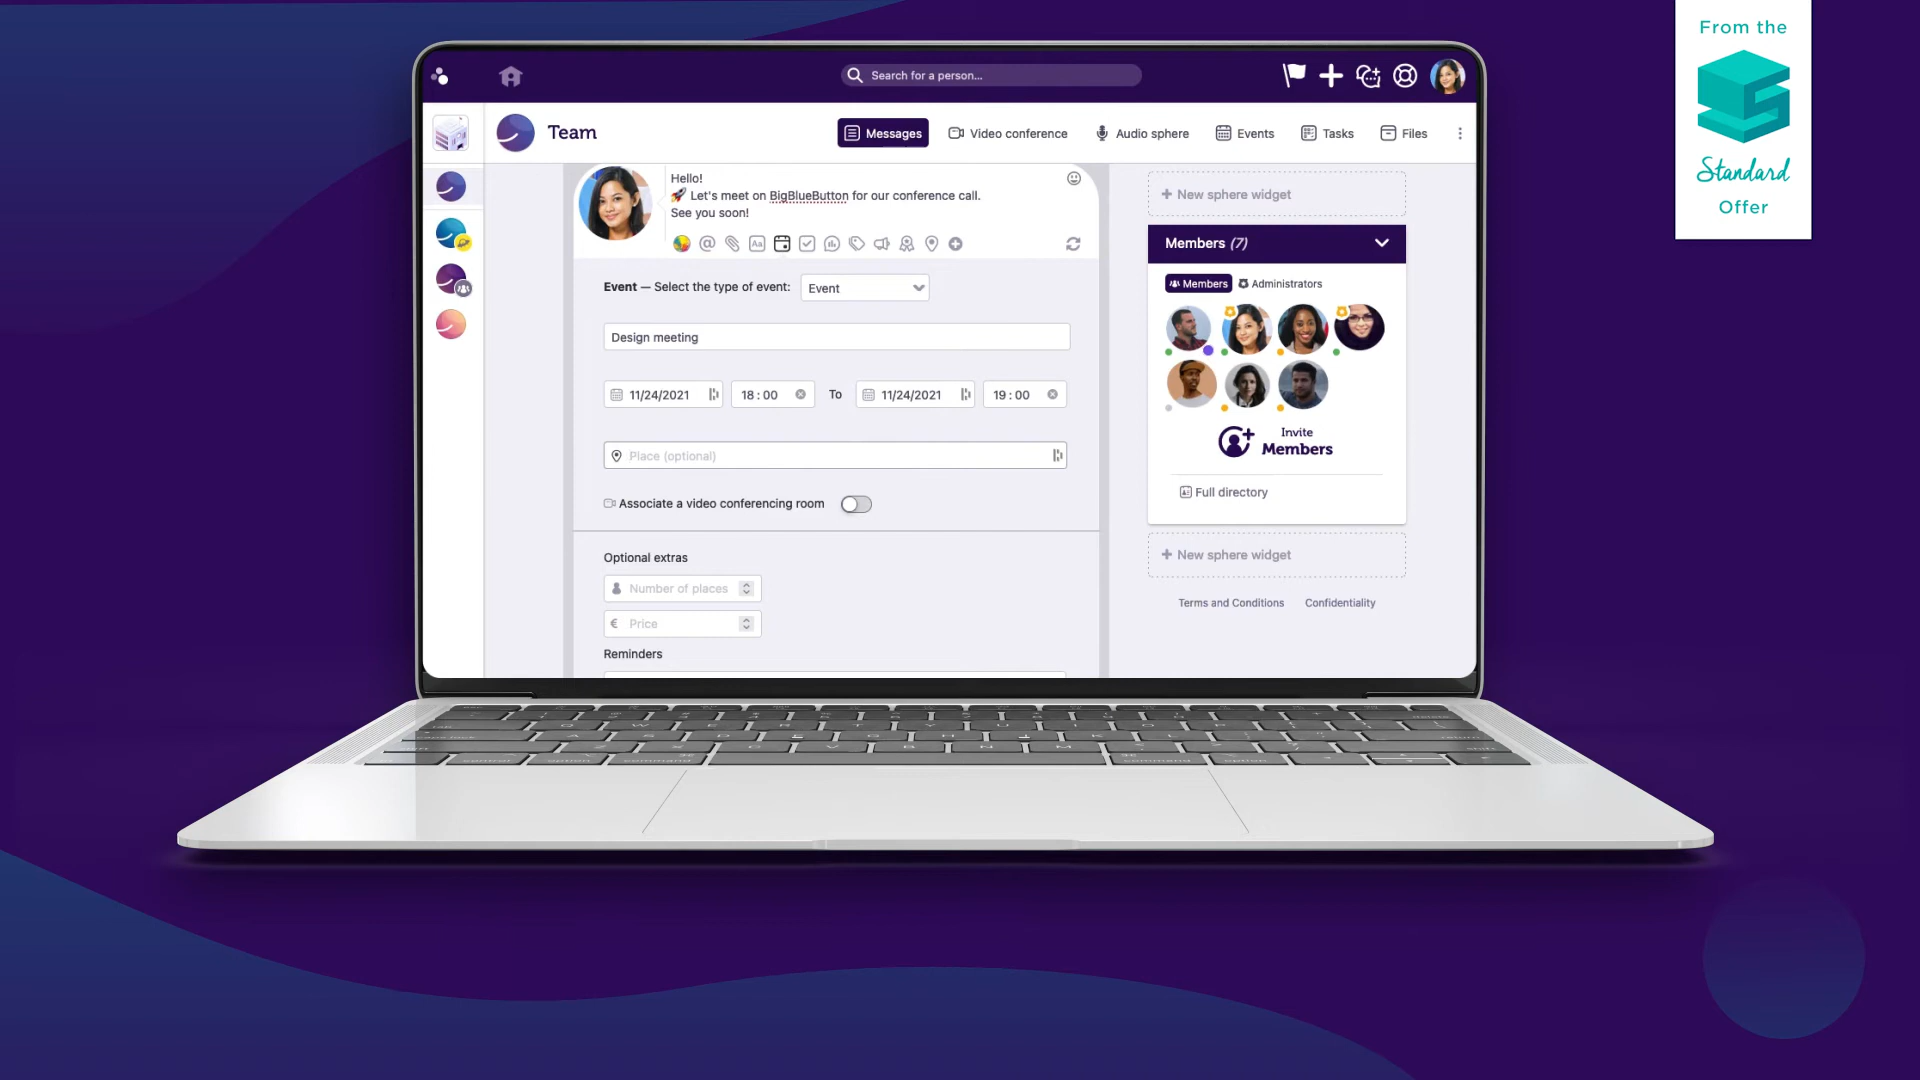 From the
Standard
Offer
Search for a person...
Team
Messages
Video conference
Audio sphere
Events
Tasks
Files
Hello!
🚀 Let's meet on BigBlueButton for our conference call.
See you soon!
Event — Select the type of event:
Event
Design meeting
11/24/2021
18 : 00
To
11/24/2021
19 : 00
Place (optional)
Associate a video conferencing room
Optional extras
Number of places
€ Price
Reminders
+ New sphere widget
Members (7)
Members
Administrators
Invite
Members
Full directory
+ New sphere widget
Terms and Conditions
Confidentiality